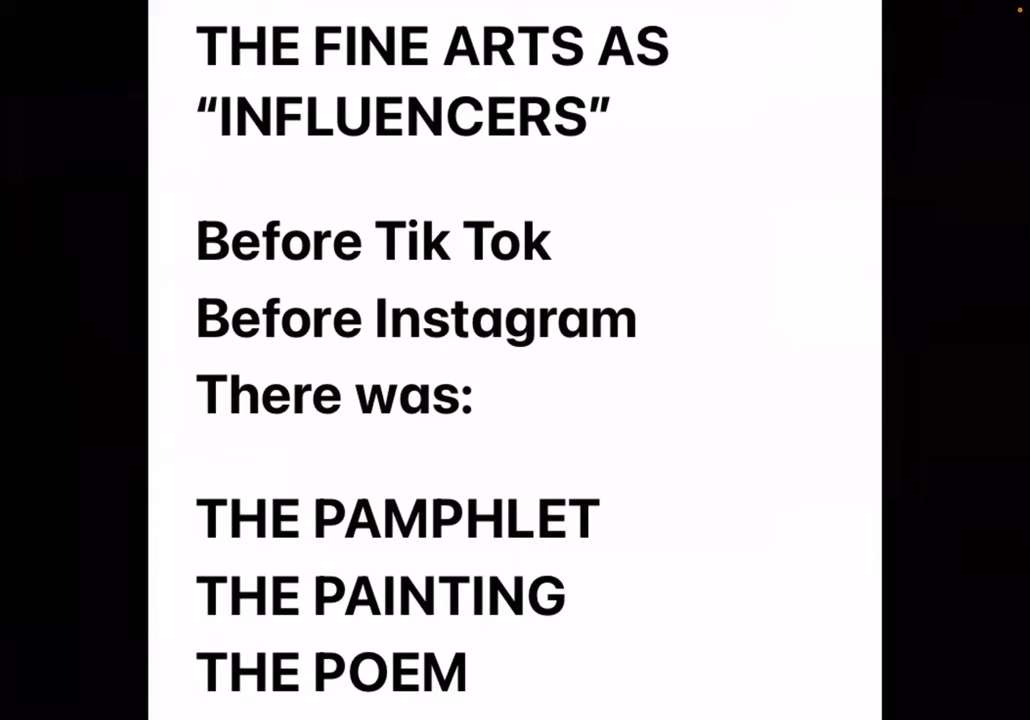 THE FINE ARTS AS
“INFLUENCERS”
Before Tik Tok
Before Instagram
There was:
THE PAMPHLET
THE PAINTING
THE POEM